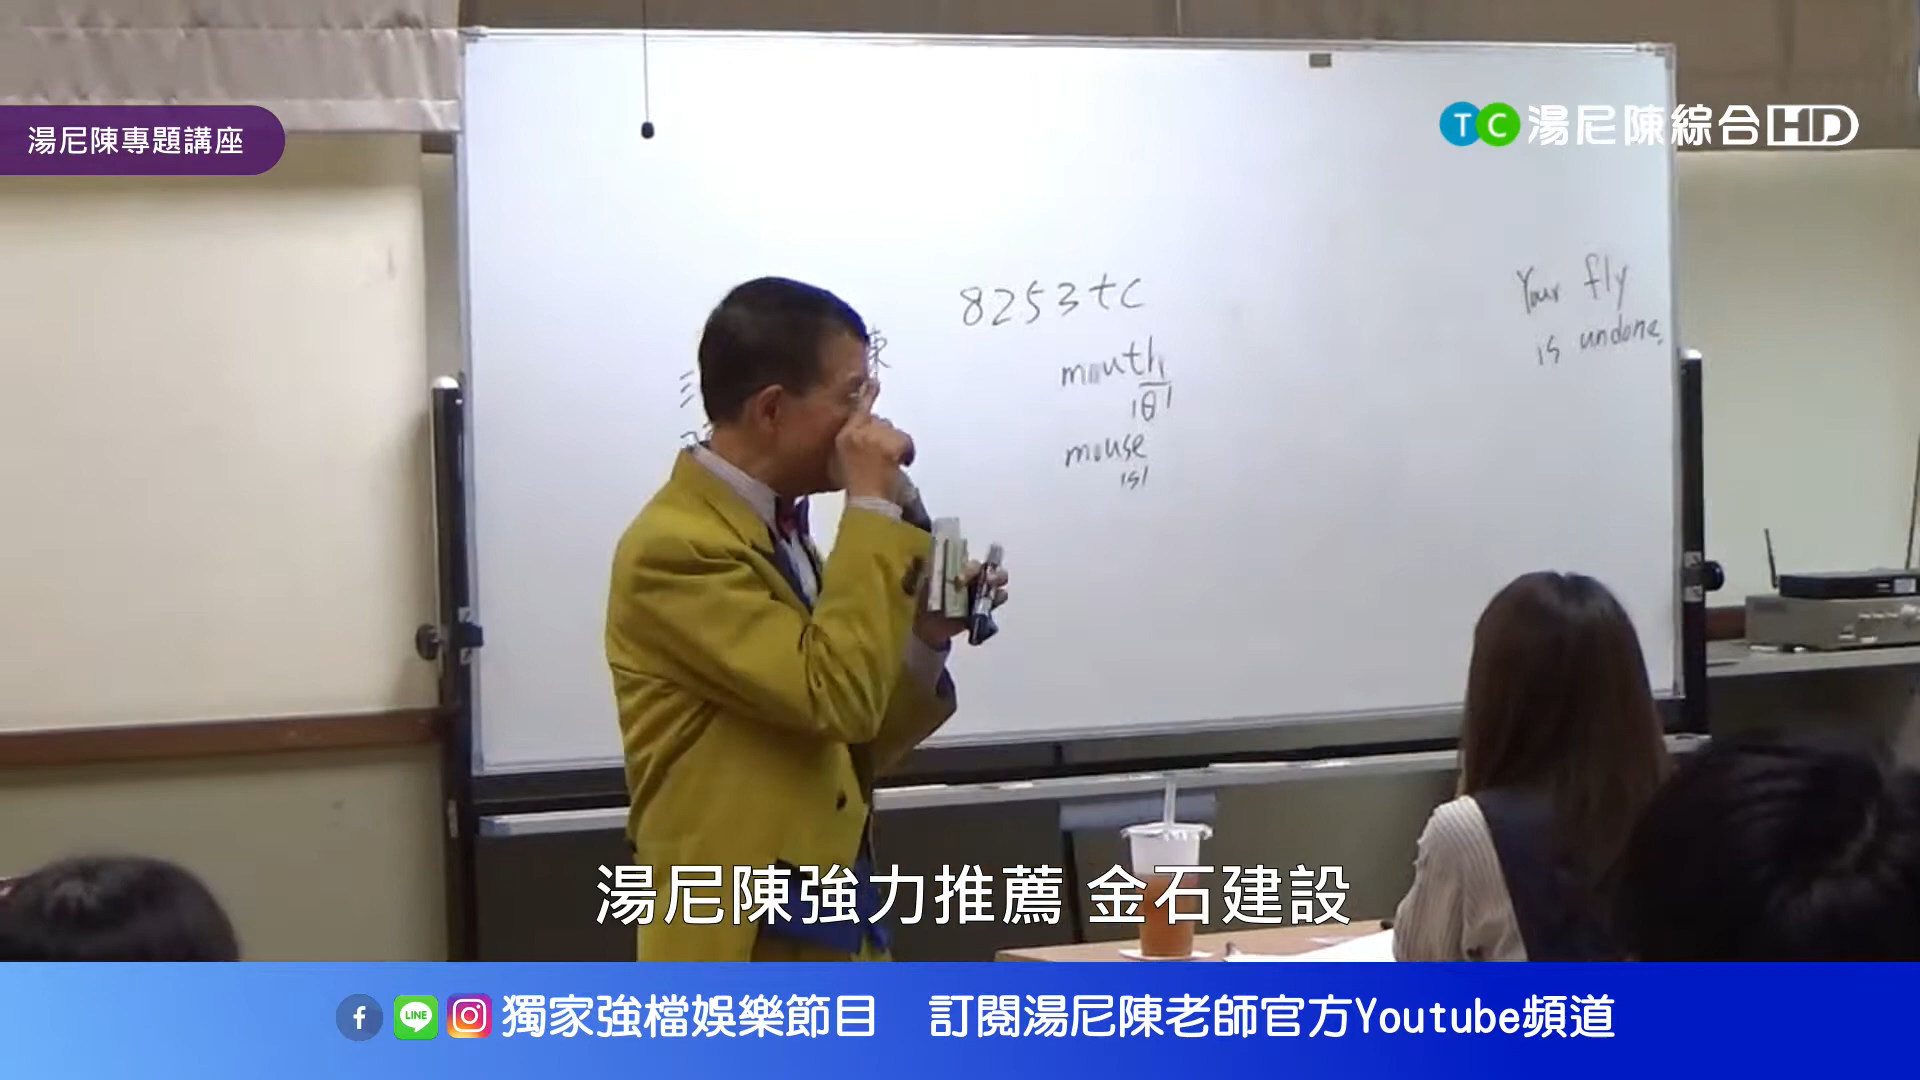 湯尼陳專題講座
TC 湯尼陳綜合HD
8253tc
陳
mouth
/θ/
mouse
/s/
Your fly
is undone.
湯尼陳強力推薦 金石建設
f LINE 獨家強檔娛樂節目 訂閱湯尼陳老師官方Youtube頻道